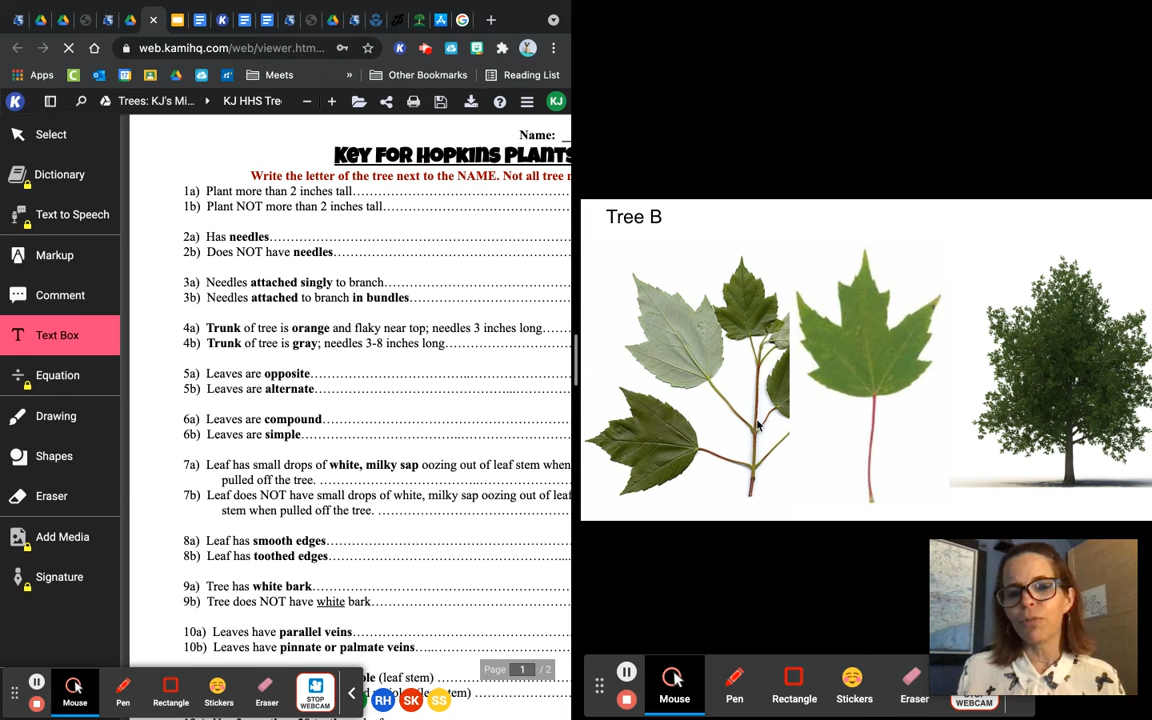 web.kamihq.com/web/viewer.htm...
Apps
Meets
»
Other Bookmarks
Reading List
Trees: KJ's Mi...
KJ HHS Tre
KJ
Select
Dictionary
Text to Speech
Markup
Comment
Text Box
Equation
Drawing
Shapes
Eraser
Add Media
Signature
Name: _
Key for Hopkins Plants
Write the letter of the tree next to the NAME. Not all tree
1a) Plant more than 2 inches tall
1b) Plant NOT more than 2 inches tall
2a) Has needles
2b) Does NOT have needles
3a) Needles attached singly to branch
3b) Needles attached to branch in bundles
4a) Trunk of tree is orange and flaky near top; needles 3 inches long
4b) Trunk of tree is gray; needles 3-8 inches long
5a) Leaves are opposite
5b) Leaves are alternate
6a) Leaves are compound
6b) Leaves are simple
7a) Leaf has small drops of white, milky sap oozing out of leaf stem when
pulled off the tree.
7b) Leaf does NOT have small drops of white, milky sap oozing out of leaf
stem when pulled off the tree.
8a) Leaf has smooth edges
8b) Leaf has toothed edges
9a) Tree has white bark
9b) Tree does NOT have white bark
10a) Leaves have parallel veins
10b) Leaves have pinnate or palmate veins
Page 1 / 2
(leaf stem)
Mouse
Pen
Rectangle
Stickers
Eraser
STOP WEBCAM
RH
SK
SS
Tree B
Mouse
Pen
Rectangle
Stickers
Eraser
WEBCAM